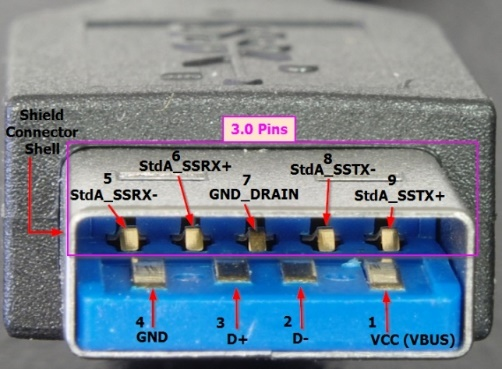 Shield
Connector
Shell
3.0 Pins
5
StdA_SSRX-
6
StdA_SSRX+
7
GND_DRAIN
8
StdA_SSTX-
9
StdA_SSTX+
4
GND
3
D+
2
D-
1
VCC (VBUS)